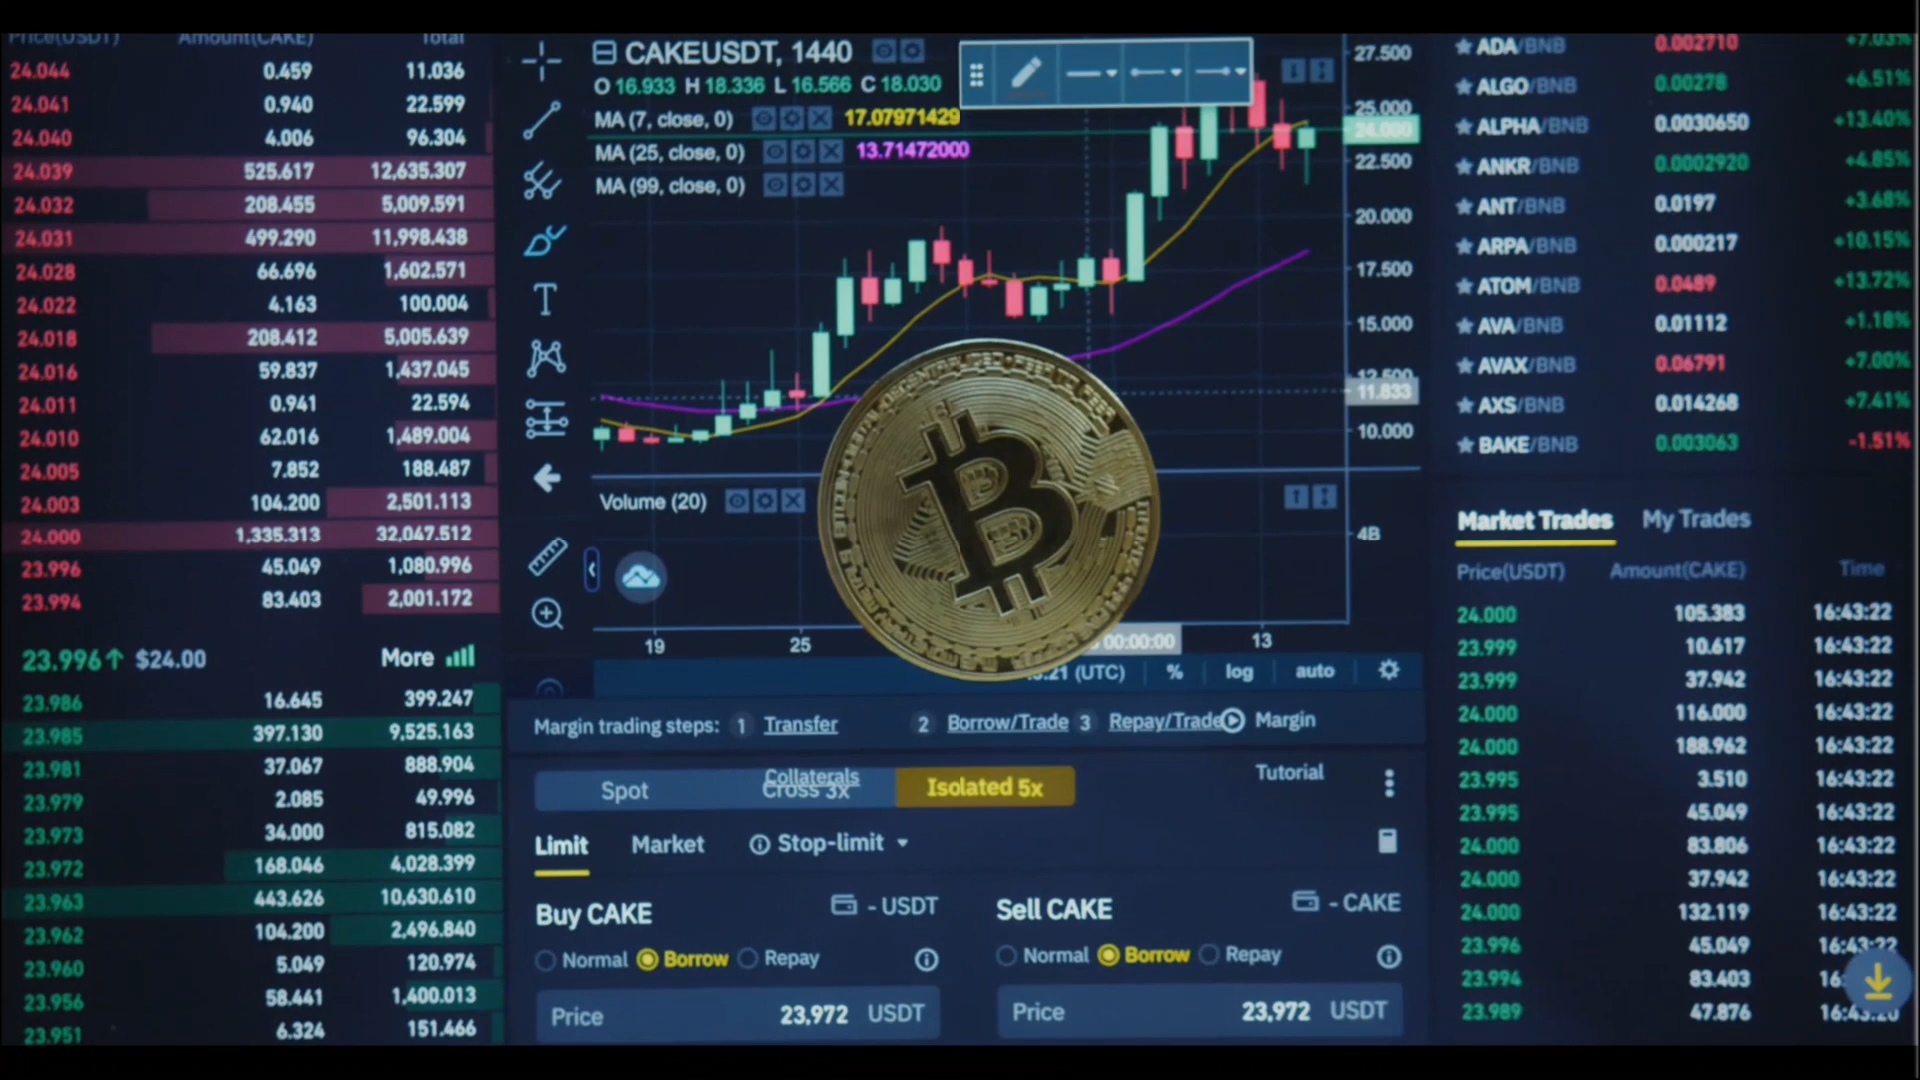 Price(USDT) Amount(CAKE) Total
24.044 0.459 11.036
24.041 0.940 22.599
24.040 4.006 96.304
24.039 525.617 12,635.307
24.032 208.455 5,009.591
24.031 499.290 11,998.438
24.028 66.696 1,602.571
24.022 4.163 100.004
24.018 208.412 5,005.639
24.016 59.837 1,437.045
24.011 0.941 22.594
24.010 62.016 1,489.004
24.005 7.852 188.487
24.003 104.200 2,501.113
24.000 1,335.313 32,047.512
23.996 45.049 1,080.996
23.994 83.403 2,001.172
23.996↑ $24.00 More
23.986 16.645 399.247
23.985 397.130 9,525.163
23.981 37.067 888.904
23.979 2.085 49.996
23.973 34.000 815.082
23.972 168.046 4,028.399
23.963 443.626 10,630.610
23.962 104.200 2,496.840
23.960 5.049 120.974
23.956 58.441 1,400.013
23.951 6.324 151.466
CAKEUSDT, 1440
O 16.933 H 18.336 L 16.566 C 18.030
MA (7, close, 0) 17.07971429
MA (25, close, 0) 13.71472000
MA (99, close, 0)
27.500
25.000
24.000
22.500
20.000
17.500
15.000
12.500
11.833
10.000
Volume (20)
4B
19 25 00:00:00 13
(UTC) % log auto
Margin trading steps: 1 Transfer 2 Borrow/Trade 3 Repay/Trade Margin
Tutorial
Collaterals
Spot Cross 3x Isolated 5x
Limit Market Stop-limit
Buy CAKE - USDT
Normal Borrow Repay
Price 23,972 USDT
Sell CAKE - CAKE
Normal Borrow Repay
Price 23,972 USDT
ADA/BNB 0.002710 +7.03%
ALGO/BNB 0.00278 +6.51%
ALPHA/BNB 0.0030650 +13.40%
ANKR/BNB 0.0002920 +4.85%
ANT/BNB 0.0197 +3.68%
ARPA/BNB 0.000217 +10.15%
ATOM/BNB 0.0489 +13.72%
AVA/BNB 0.01112 +1.18%
AVAX/BNB 0.06791 +7.00%
AXS/BNB 0.014268 +7.41%
BAKE/BNB 0.003063 -1.51%
Market Trades My Trades
Price(USDT) Amount(CAKE) Time
24.000 105.383 16:43:22
23.999 10.617 16:43:22
23.999 37.942 16:43:22
24.000 116.000 16:43:22
24.000 188.962 16:43:22
23.995 3.510 16:43:22
23.995 45.049 16:43:22
24.000 83.806 16:43:22
24.000 37.942 16:43:22
24.000 132.119 16:43:22
23.996 45.049 16:43:22
23.994 83.403 16:
23.989 47.876 16:43:20